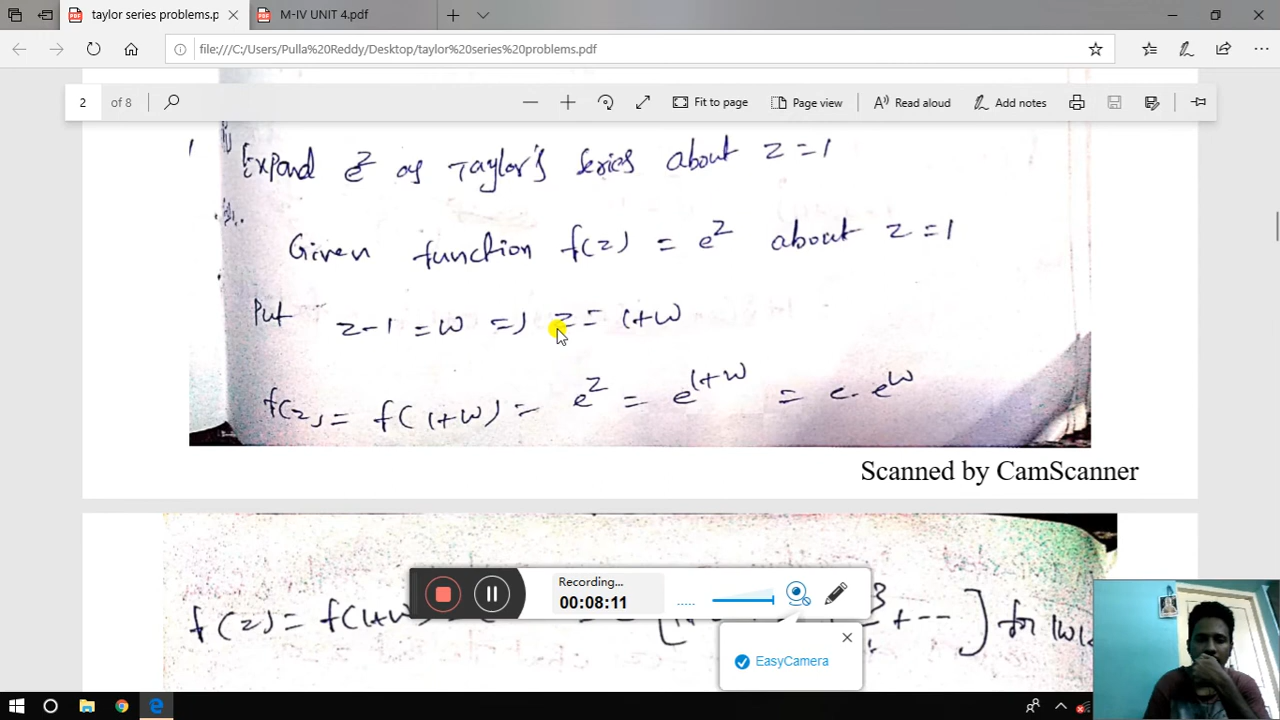 taylor series problems.p
M-IV UNIT 4.pdf
file:///C:/Users/Pulla%20Reddy/Desktop/taylor%20series%20problems.pdf
2 of 8
Fit to page
Page view
Read aloud
Add notes
Expand e^z as Taylor's series about z=1
Given function f(z) = e^z about z=1
Put z-1 = w => z = 1+w
f(z) = f(1+w) = e^z = e^(1+w) = e. e^w
Scanned by CamScanner
f(z) = f(1+w) + --- ] for |w|
Recording...
00:08:11
EasyCamera